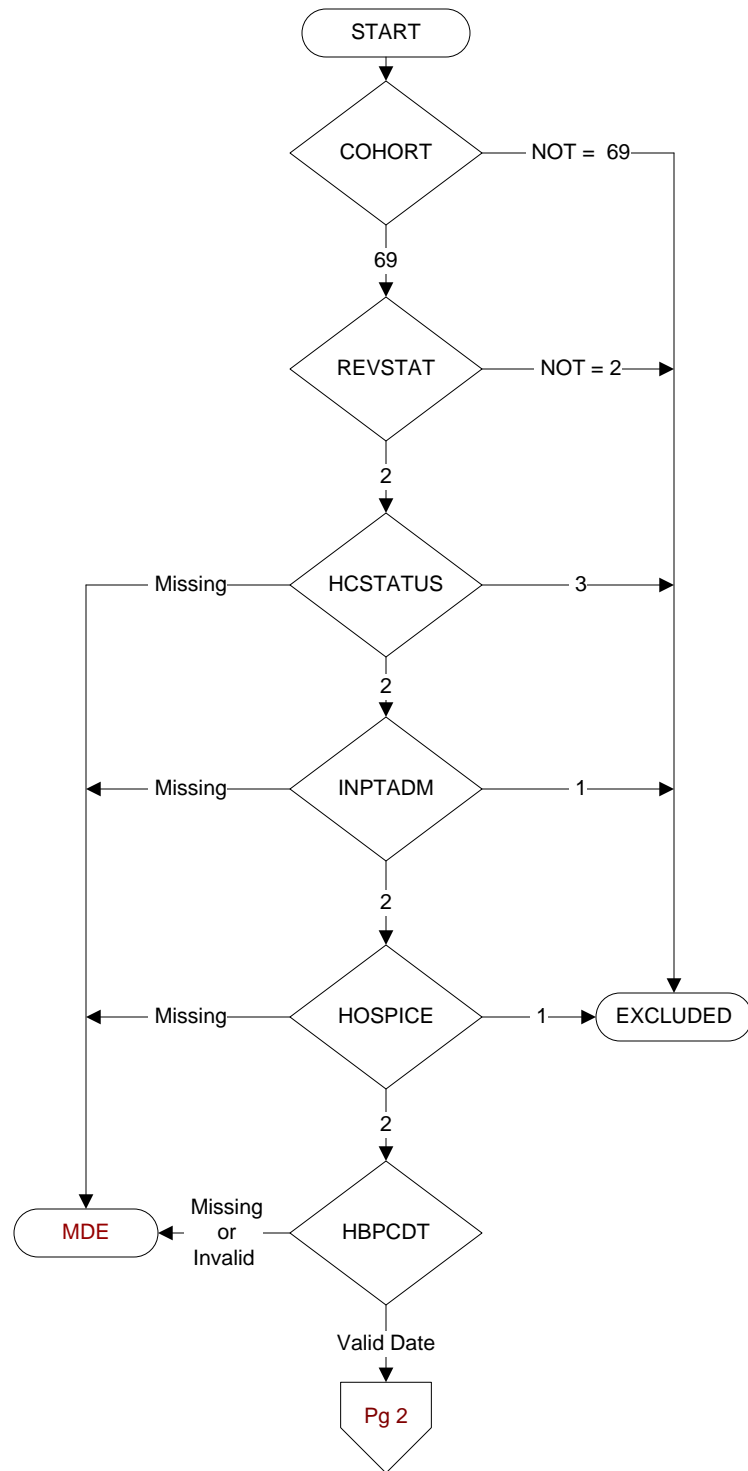 START
COHORT
NOT = 69
69
REVSTAT
NOT = 2
2
Missing
HCSTATUS
3
2
Missing
INPTADM
1
2
Missing
HOSPICE
1
EXCLUDED
2
MDE
Missing
or
Invalid
HBPCDT
Valid Date
Pg 2